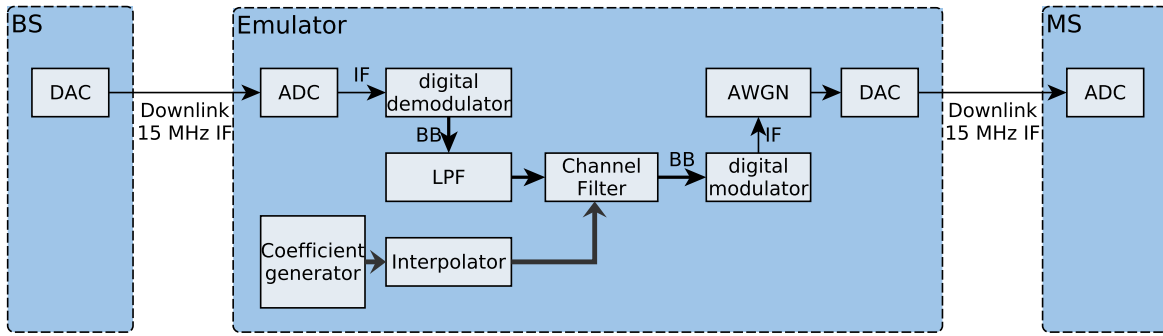 BS
Emulator
MS
DAC
Downlink
15 MHz IF
ADC
IF
digital
demodulator
BB
LPF
Channel
Filter
BB
digital
modulator
IF
AWGN
DAC
Downlink
15 MHz IF
ADC
Coefficient
generator
Interpolator